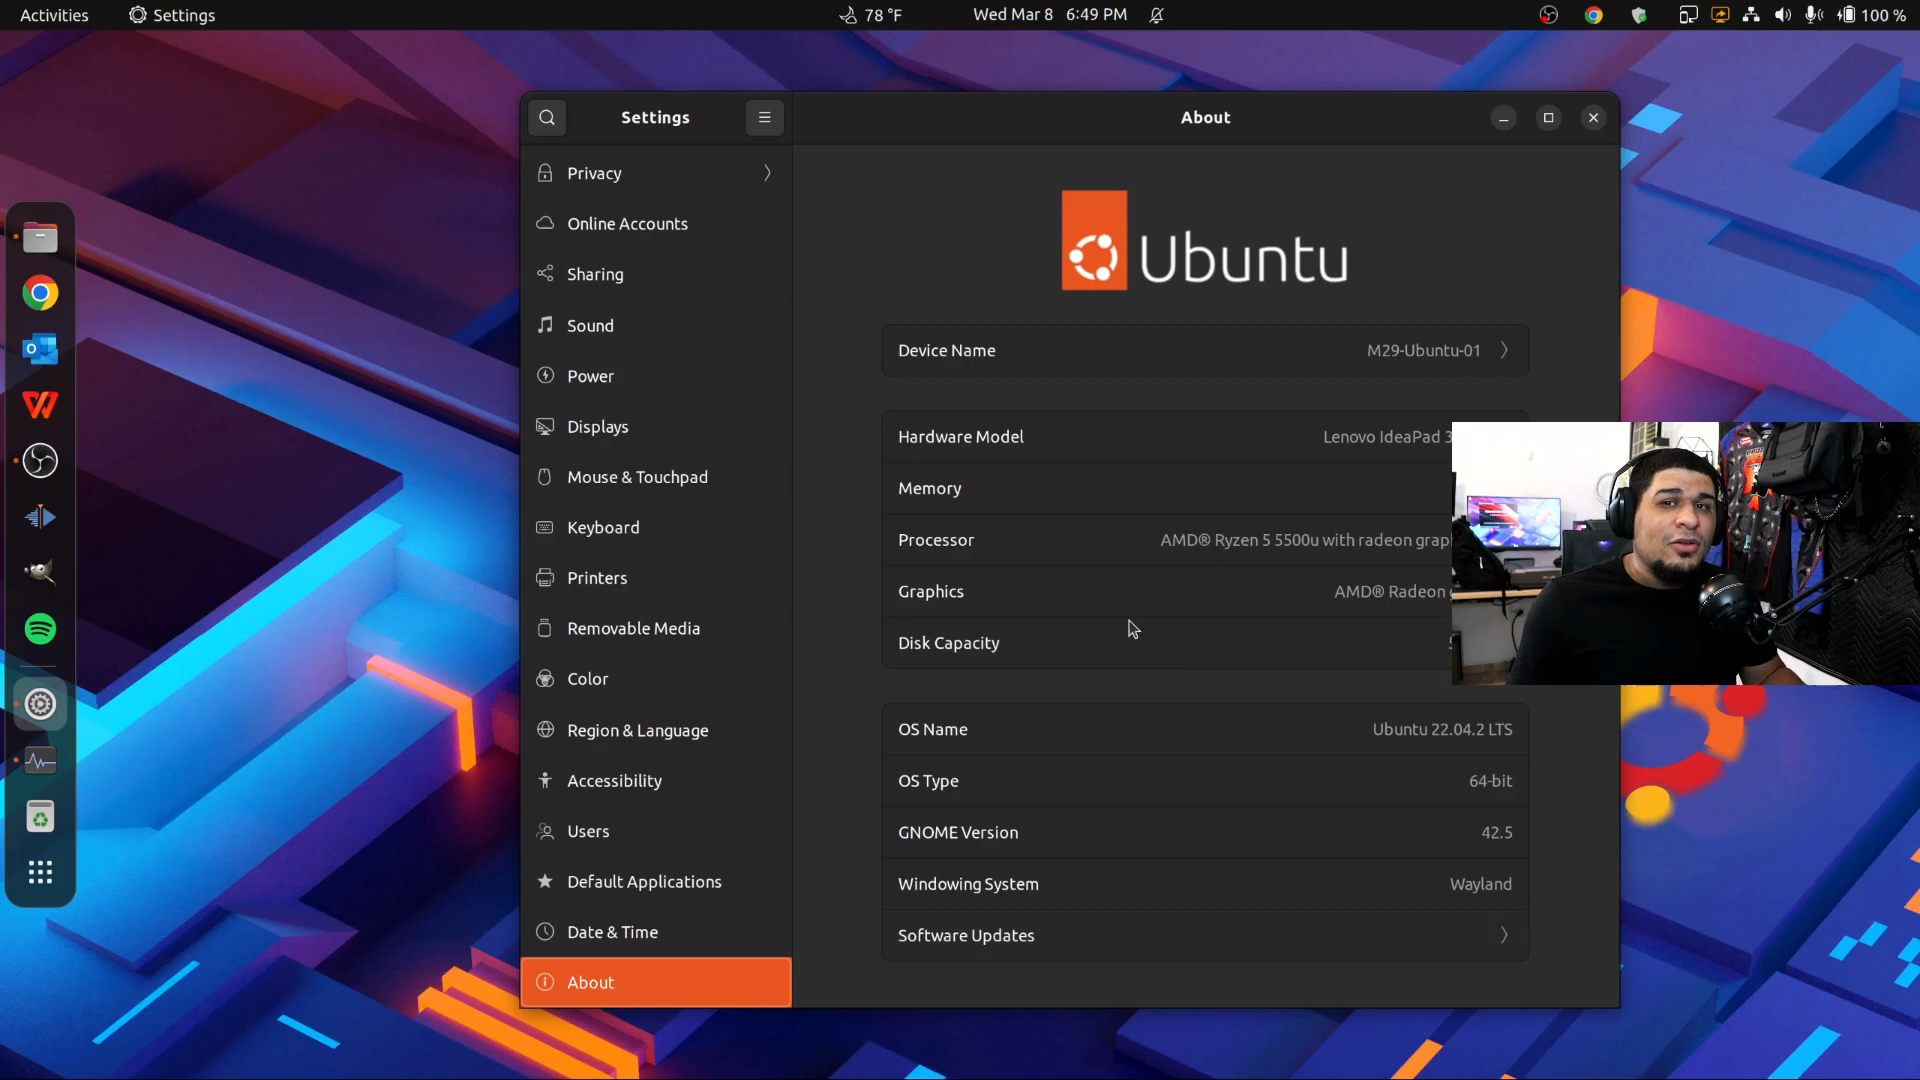 Activities
Settings
78 °F
Wed Mar 8 6:49 PM
100 %
Settings
About
Privacy
Online Accounts
Sharing
Sound
Power
Displays
Mouse & Touchpad
Keyboard
Printers
Removable Media
Color
Region & Language
Accessibility
Users
Default Applications
Date & Time
About
Ubuntu
Device Name M29-Ubuntu-01
Hardware Model Lenovo IdeaPad 3
Memory
Processor AMD® Ryzen 5 5500u with radeon
Graphics AMD® Radeon
Disk Capacity
OS Name Ubuntu 22.04.2 LTS
OS Type 64-bit
GNOME Version 42.5
Windowing System Wayland
Software Updates